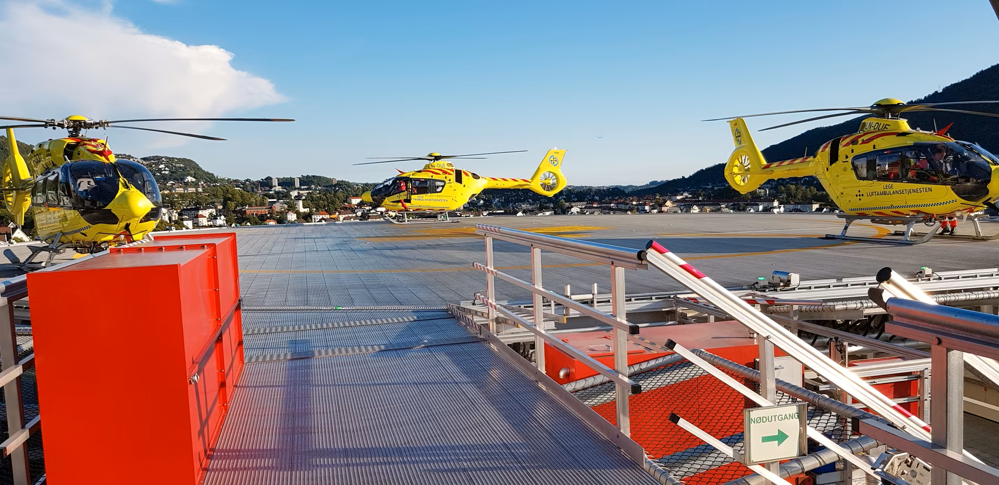 LN-OUE
LEGE
LUFTAMBULANSETJENESTEN
LN-OUE
LEGE
LUFTAMBULANSETJENESTEN
NØDUTGANG